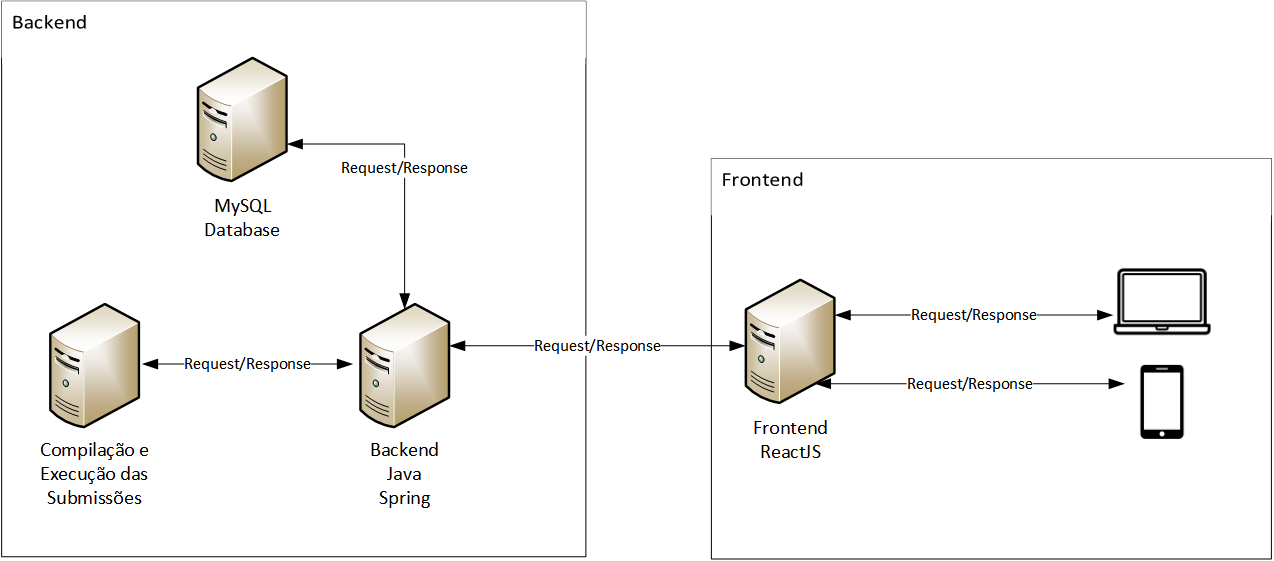 Backend
Request/Response
MySQL
Database
Frontend
Request/Response
Request/Response
Request/Response
Request/Response
Compilação e
Execução das
Submissões
Backend
Java
Spring
Frontend
ReactJS